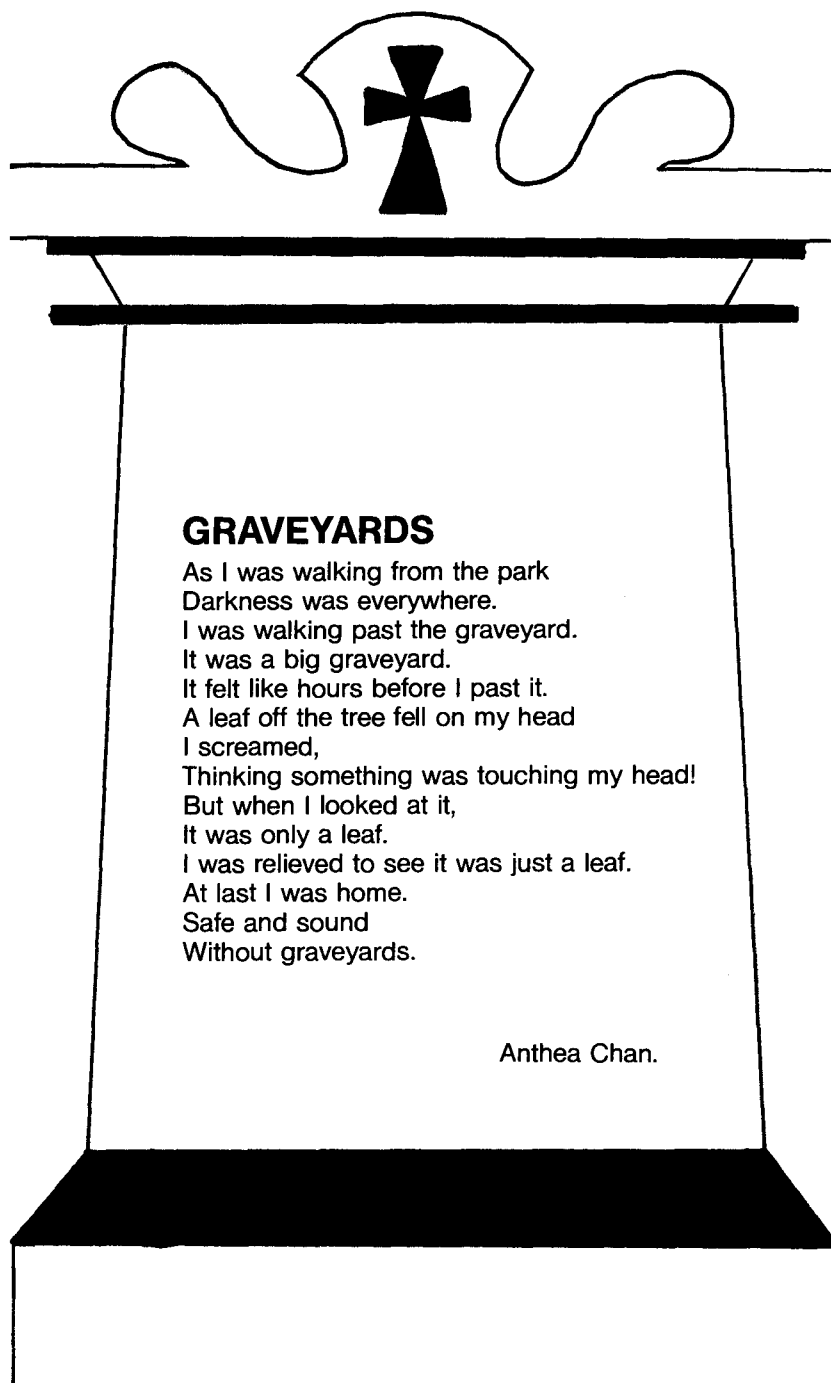 GRAVEYARDS
As I was walking from the park
Darkness was everywhere.
I was walking past the graveyard.
It was a big graveyard.
It felt like hours before I past it.
A leaf off the tree fell on my head
I screamed,
Thinking something was touching my head!
But when I looked at it,
It was only a leaf.
I was relieved to see it was just a leaf.
At last I was home.
Safe and sound
Without graveyards.
Anthea Chan.